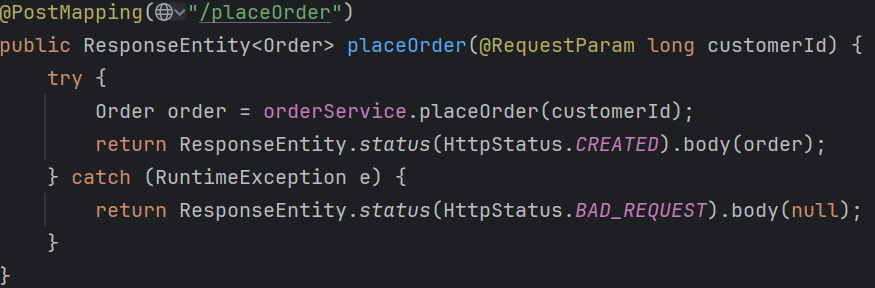 @PostMapping("/placeOrder")
public ResponseEntity<Order> placeOrder(@RequestParam long customerId) {
    try {
        Order order = orderService.placeOrder(customerId);
        return ResponseEntity.status(HttpStatus.CREATED).body(order);
    } catch (RuntimeException e) {
        return ResponseEntity.status(HttpStatus.BAD_REQUEST).body(null);
    }
}